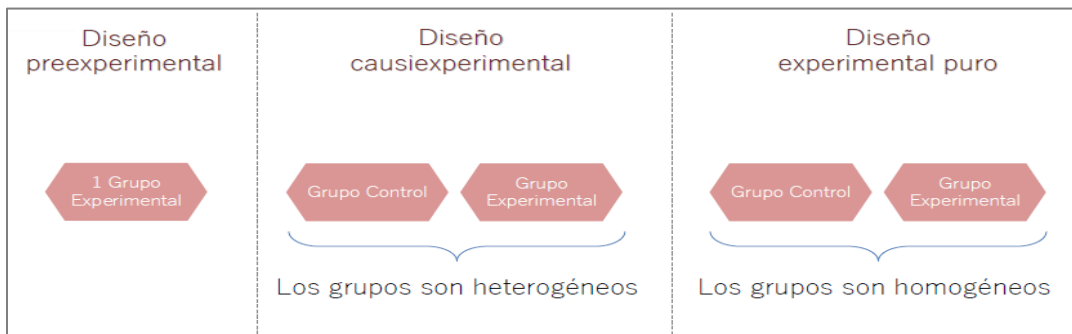 Diseño
preexperimental
1 Grupo
Experimental
Diseño
causiexperimental
Grupo Control
Grupo
Experimental
Los grupos son heterogéneos
Diseño
experimental puro
Grupo Control
Grupo
Experimental
Los grupos son homogéneos